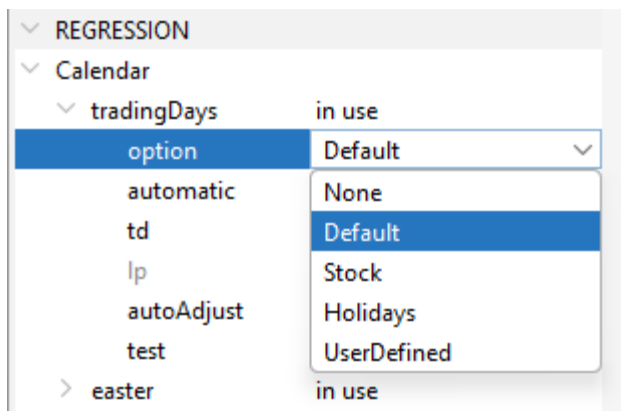 REGRESSION
Calendar
tradingDays in use
option Default
automatic None
td Default
lp Stock
autoAdjust Holidays
test UserDefined
easter in use